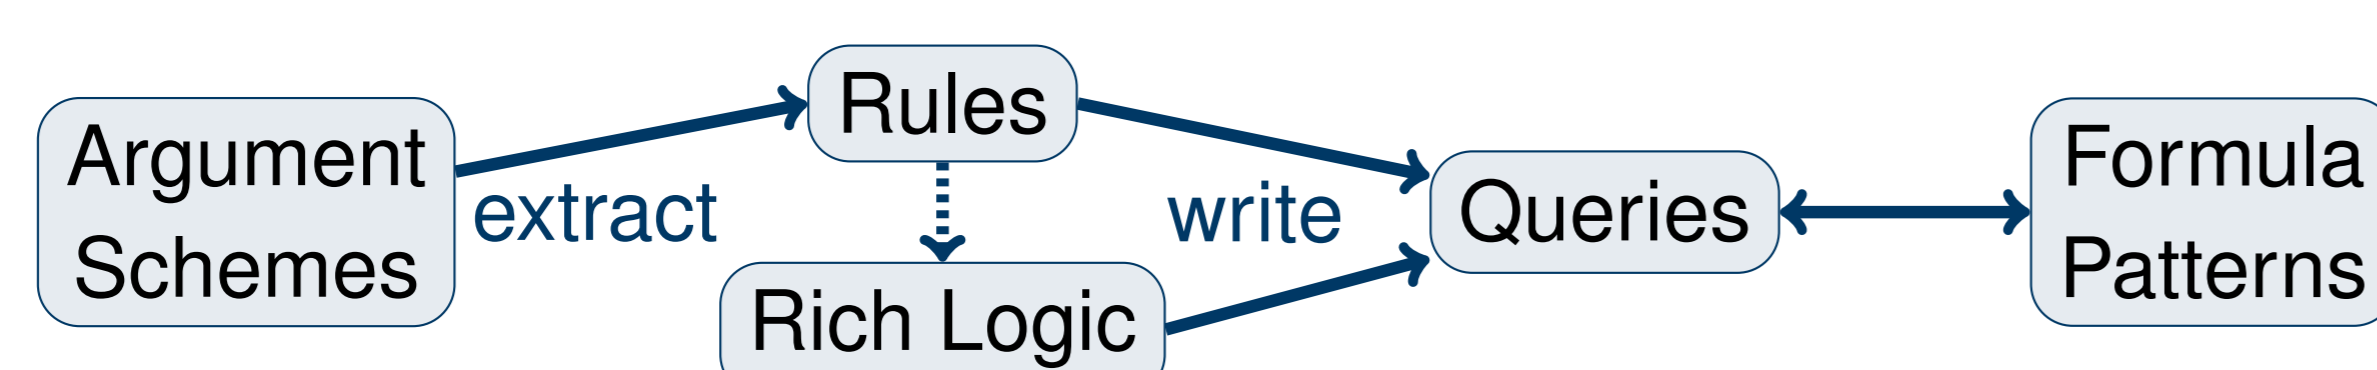 Argument
Schemes
extract
Rules
Rich Logic
write
Queries
Formula
Patterns